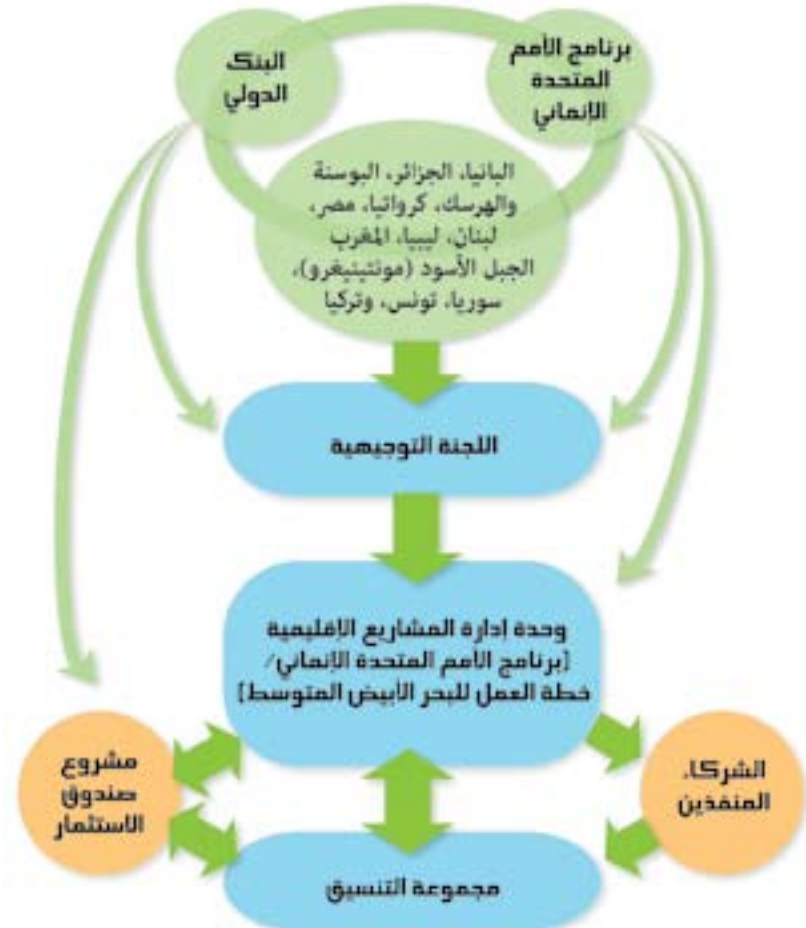 برنامج الأمم
المتحدة
الإنمائي
البنك
الدولي
البانيا، الجزائر، البوسنة
والهرسك، كرواتيا، مصر،
لبنان، ليبيا، المغرب
الجبل الأسود (مونتينيغرو)،
سوريا، تونس، وتركيا
اللجنة التوجيهية
وحدة إدارة المشاريع الإقليمية
[برنامج الأمم المتحدة الإنمائي/
خطة العمل للبحر الأبيض المتوسط]
الشركاء
المنفذين
مشروع
صندوق
الاستثمار
مجموعة التنسيق